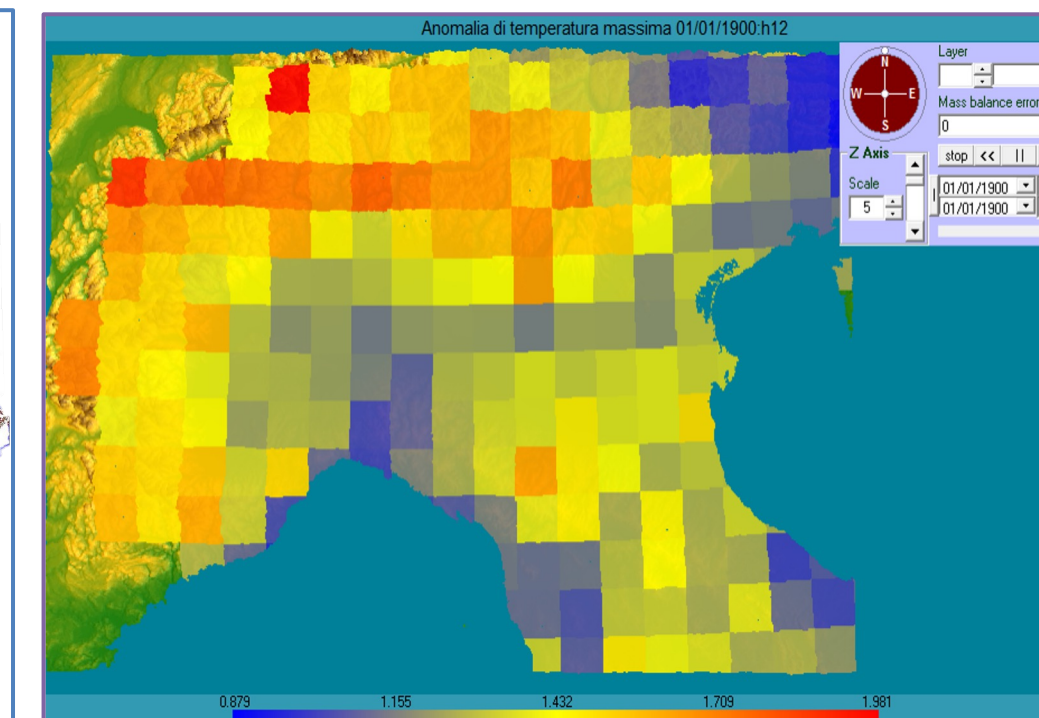 Anomalia di temperatura massima 01/01/1900:h12
N
W E
S
Layer
Mass balance error
0
Z Axis
Scale
5
stop << ||
01/01/1900
01/01/1900
0.879 1.155 1.432 1.709 1.981